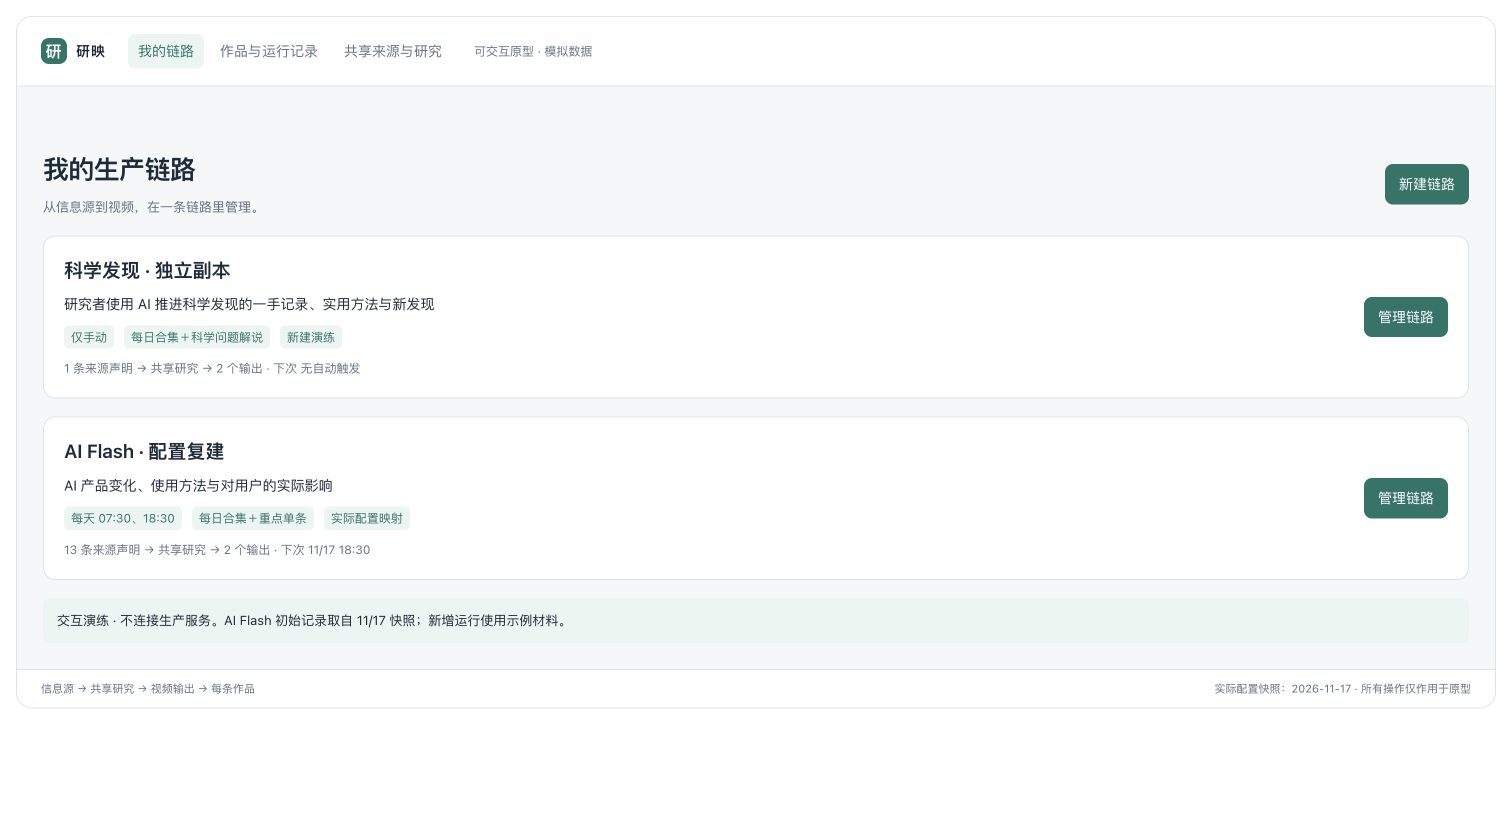 研 研映 我的链路 作品与运行记录 共享来源与研究 可交互原型 · 模拟数据
我的生产链路
新建链路
从信息源到视频，在一条链路里管理。
科学发现 · 独立副本
研究者使用 AI 推进科学发现的一手记录、实用方法与新发现
管理链路
仅手动 每日合集＋科学问题解说 新建演练
1 条来源声明 → 共享研究 → 2 个输出 · 下次 无自动触发
AI Flash · 配置复建
AI 产品变化、使用方法与对用户的实际影响
管理链路
每天 07:30、18:30 每日合集＋重点单条 实际配置映射
13 条来源声明 → 共享研究 → 2 个输出 · 下次 11/17 18:30
交互演练 · 不连接生产服务。AI Flash 初始记录取自 11/17 快照；新增运行使用示例材料。
信息源 → 共享研究 → 视频输出 → 每条作品 实际配置快照：2026-11-17 · 所有操作仅作用于原型